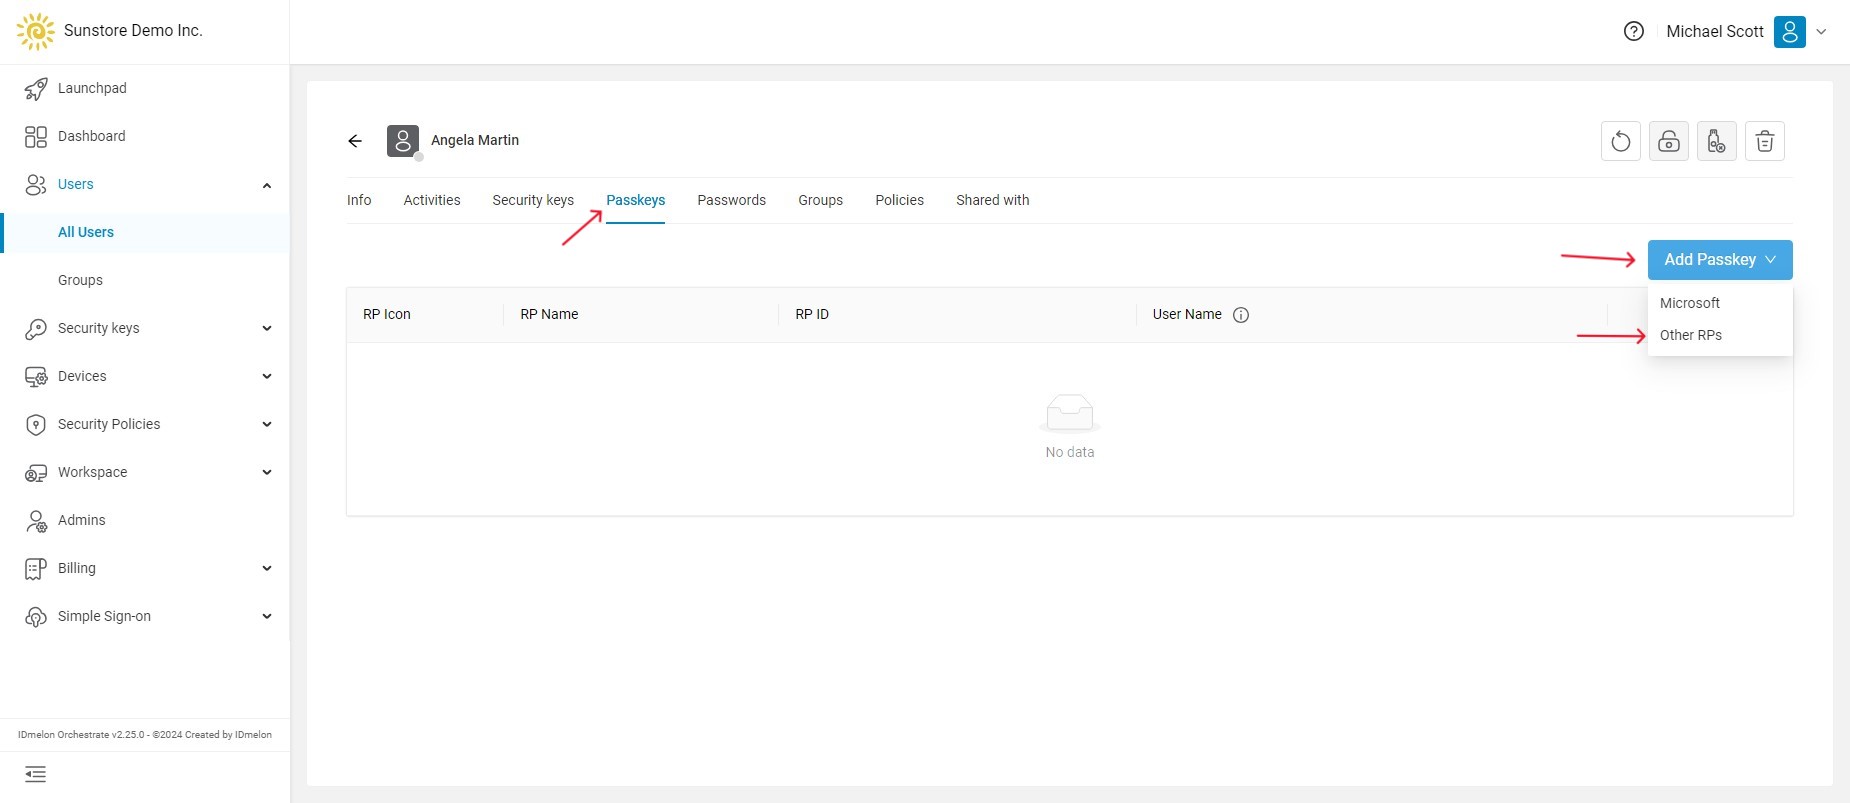 Sunstore Demo Inc.
Michael Scott
Launchpad
Dashboard
Users
All Users
Groups
Security keys
Devices
Security Policies
Workspace
Admins
Billing
Simple Sign-on
IDmelon Orchestrate v2.25.0 - ©2024 Created by IDmelon
Angela Martin
Info Activities Security keys Passkeys Passwords Groups Policies Shared with
Add Passkey
Microsoft
Other RPs
RP Icon RP Name RP ID User Name
No data